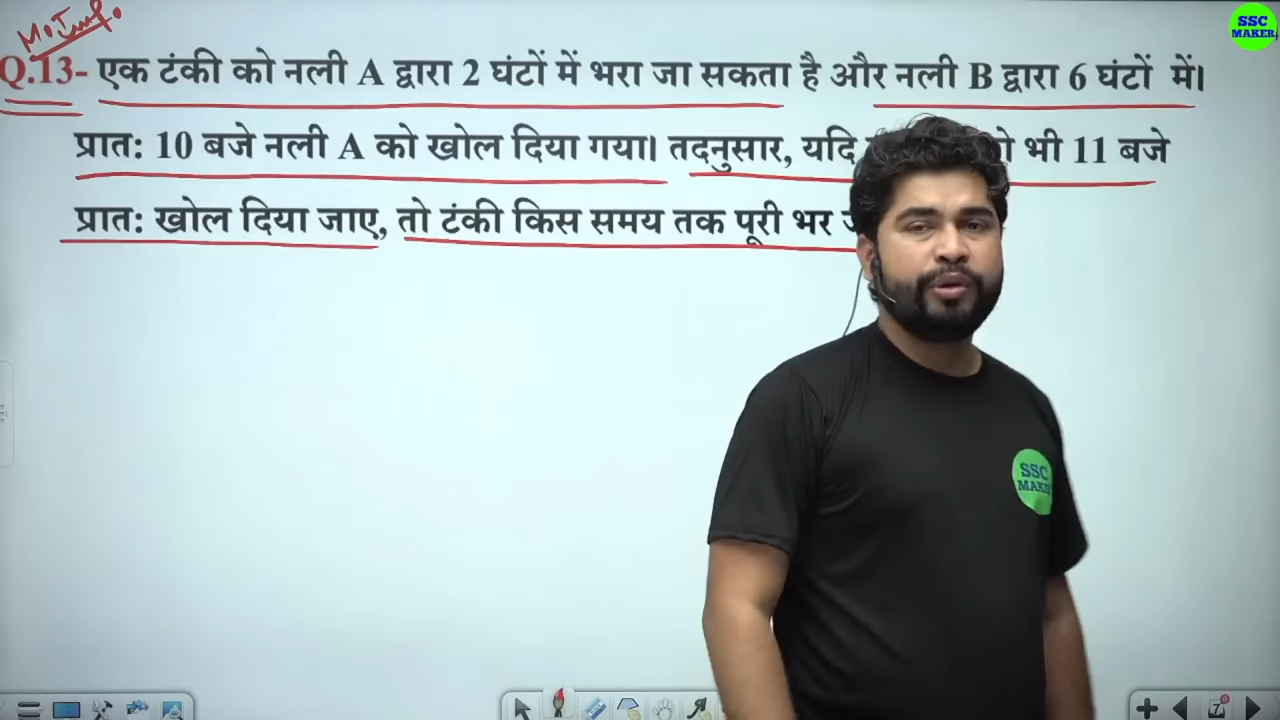 SSC
MAKER
M. Imp.
Q.13- एक टंकी को नली A द्वारा 2 घंटों में भरा जा सकता है और नली B द्वारा 6 घंटों में।
प्रात: 10 बजे नली A को खोल दिया गया। तदनुसार, यदि भी 11 बजे
प्रात: खोल दिया जाए, तो टंकी किस समय तक पूरी भर
SSC
MAKER